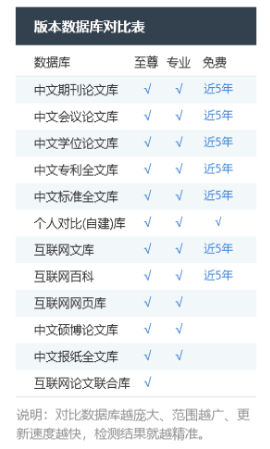 版本数据库对比表
数据库 至尊 专业 免费
中文期刊论文库 √ √ 近5年
中文会议论文库 √ √ 近5年
中文学位论文库 √ √ 近5年
中文专利全文库 √ √ 近5年
中文标准全文库 √ √ 近5年
个人对比(自建)库 √ √ √
互联网文库 √ √ 近5年
互联网百科 √ √ 近5年
互联网网页库 √ √
中文硕博论文库 √ √
中文报纸全文库 √ √
互联网论文联合库 √
说明：对比数据库越庞大、范围越广、更
新速度越快，检测结果就越精准。